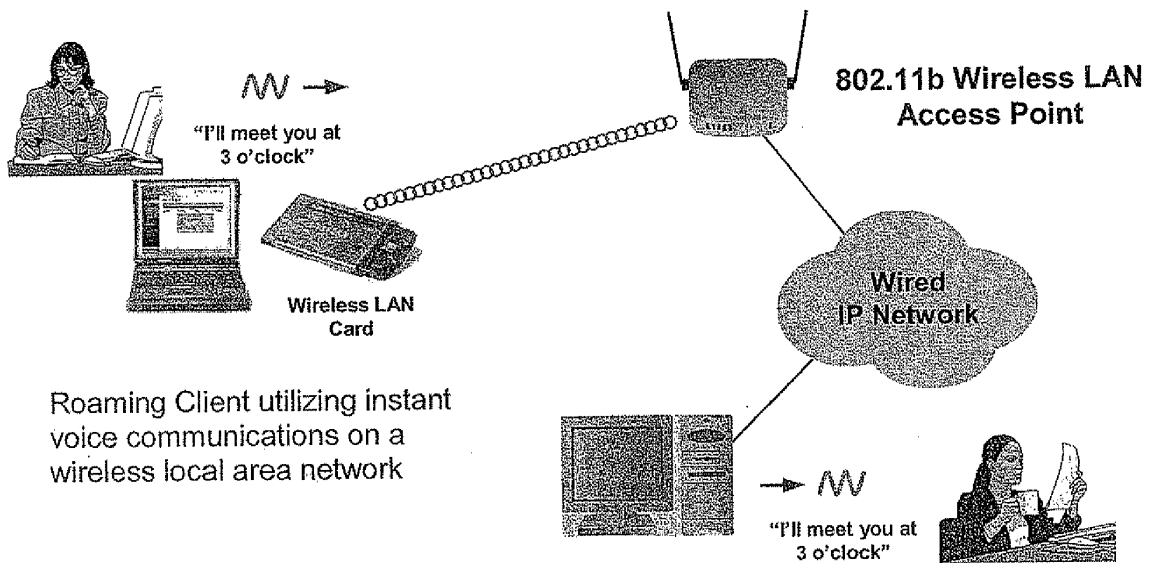 802.11b Wireless LAN
Access Point
"I'll meet you at
3 o'clock"
Wireless LAN
Card
Wired
IP Network
Roaming Client utilizing instant
voice communications on a
wireless local area network
"I'll meet you at
3 o'clock"